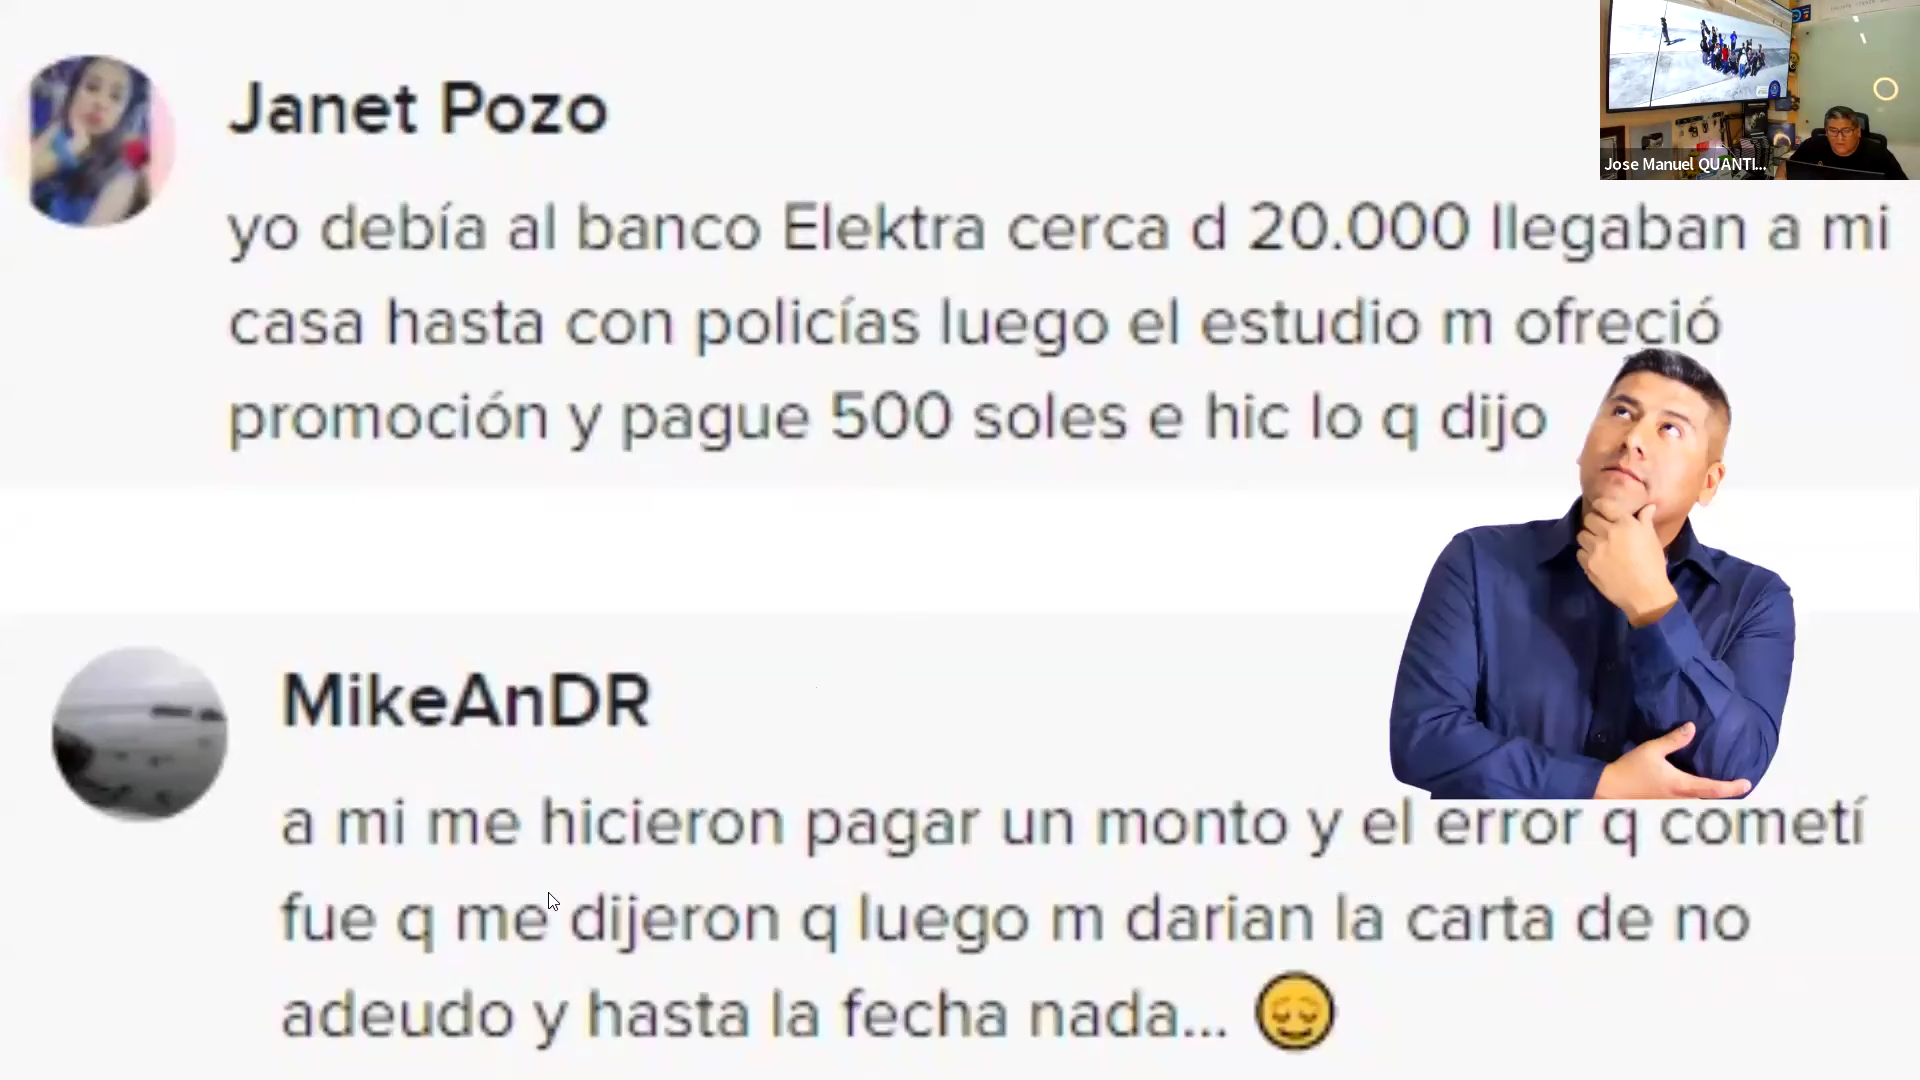 Janet Pozo
yo debía al banco Elektra cerca d 20.000 llegaban a mi
casa hasta con policías luego el estudio m ofreció
promoción y pague 500 soles e hic lo q dijo
Jose Manuel QUANTI...
MikeAnDR
a mi me hicieron pagar un monto y el error q cometí
fue q me dijeron q luego m darian la carta de no
adeudo y hasta la fecha nada...